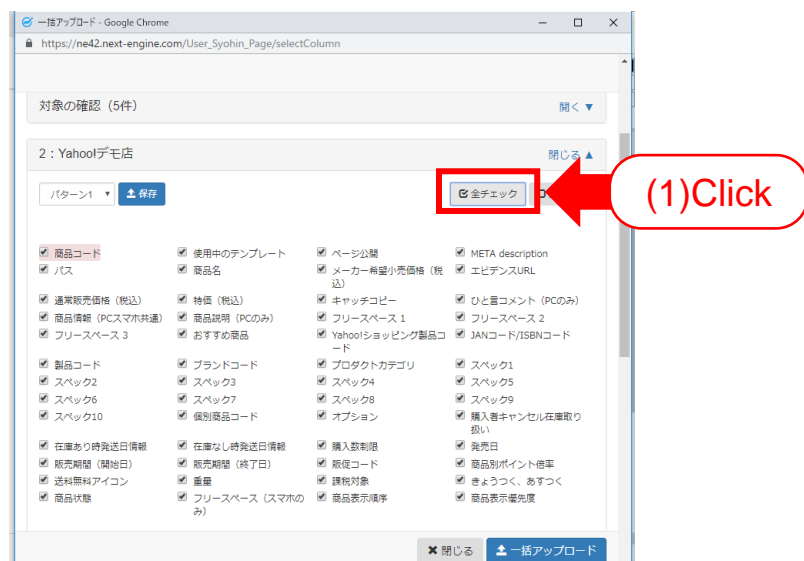 一括アップロード - Google Chrome
https://ne42.next-engine.com/User_Syohin_Page/selectColumn
対象の確認（5件） 開く ▼
2：Yahoo!デモ店 閉じる ▲
パターン1 ▼ 保存 全チェック
(1)Click
商品コード 使用中のテンプレート ページ公開 META description
パス 商品名 メーカー希望小売価格（税 エビデンスURL
込）
通常販売価格（税込） 特価（税込） キャッチコピー ひと言コメント（PCのみ）
商品情報（PCスマホ共通） 商品説明（PCのみ） フリースペース 1 フリースペース 2
フリースペース 3 おすすめ商品 Yahoo!ショッピング製品コ JANコード/ISBNコード
ード
製品コード ブランドコード プロダクトカテゴリ スペック1
スペック2 スペック3 スペック4 スペック5
スペック6 スペック7 スペック8 スペック9
スペック10 個別商品コード オプション 購入者キャンセル在庫取り
扱い
在庫あり時発送日情報 在庫なし時発送日情報 購入数制限 発売日
販売期間（開始日） 販売期間（終了日） 販促コード 商品別ポイント倍率
送料無料アイコン 重量 課税対象 きょうつく、あすつく
商品状態 フリースペース（スマホの 商品表示順序 商品表示優先度
み）
閉じる 一括アップロード